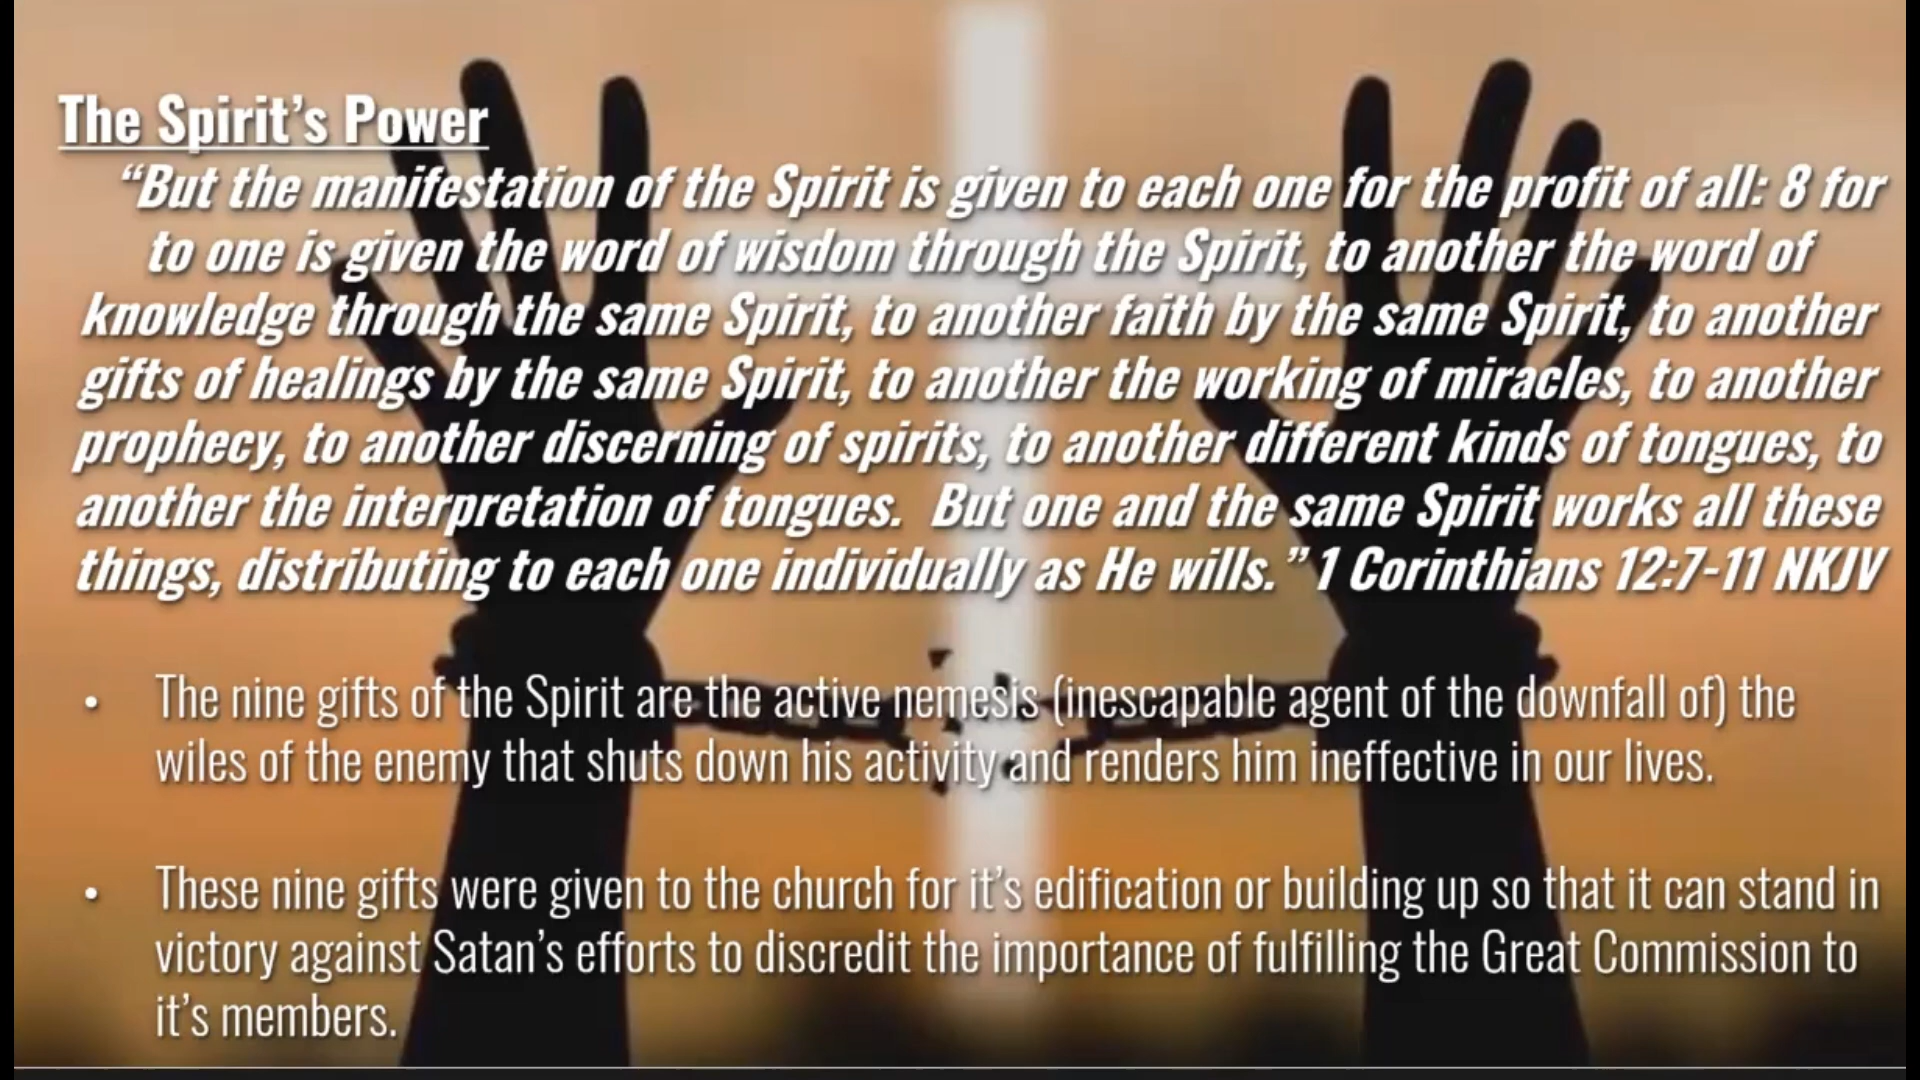 The Spirit’s Power
“But the manifestation of the Spirit is given to each one for the profit of all: 8 for
to one is given the word of wisdom through the Spirit, to another the word of
knowledge through the same Spirit, to another faith by the same Spirit, to another
gifts of healings by the same Spirit, to another the working of miracles, to another
prophecy, to another discerning of spirits, to another different kinds of tongues, to
another the interpretation of tongues.  But one and the same Spirit works all these
things, distributing to each one individually as He wills.” 1 Corinthians 12:7-11 NKJV
• The nine gifts of the Spirit are the active nemesis (inescapable agent of the downfall of) the
wiles of the enemy that shuts down his activity and renders him ineffective in our lives.
• These nine gifts were given to the church for it’s edification or building up so that it can stand in
victory against Satan’s efforts to discredit the importance of fulfilling the Great Commission to
it’s members.